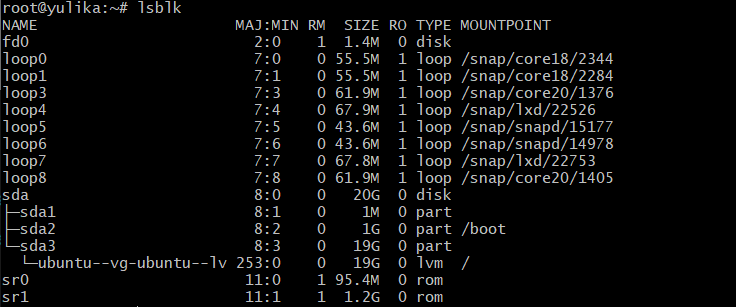 root@yulika:~# lsblk
NAME                      MAJ:MIN RM  SIZE RO TYPE MOUNTPOINT
fd0                         2:0    1  1.4M  0 disk
loop0                       7:0    0 55.5M  1 loop /snap/core18/2344
loop1                       7:1    0 55.5M  1 loop /snap/core18/2284
loop3                       7:3    0 61.9M  1 loop /snap/core20/1376
loop4                       7:4    0 67.9M  1 loop /snap/lxd/22526
loop5                       7:5    0 43.6M  1 loop /snap/snapd/15177
loop6                       7:6    0 43.6M  1 loop /snap/snapd/14978
loop7                       7:7    0 67.8M  1 loop /snap/lxd/22753
loop8                       7:8    0 61.9M  1 loop /snap/core20/1405
sda                         8:0    0   20G  0 disk
├─sda1                      8:1    0    1M  0 part
├─sda2                      8:2    0    1G  0 part /boot
└─sda3                      8:3    0   19G  0 part
  └─ubuntu--vg-ubuntu--lv 253:0    0   19G  0 lvm  /
sr0                        11:0    1 95.4M  0 rom
sr1                        11:1    1  1.2G  0 rom